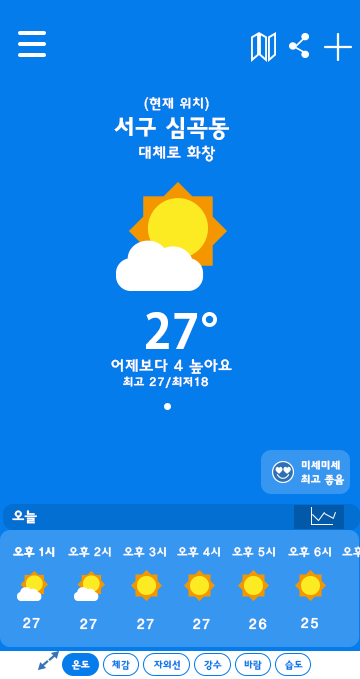 (현재 위치)
서구 심곡동
대체로 화창
27°
어제보다 4 높아요
최고 27/최저18
미세미세
최고 좋음
오늘
오후 1시 오후 2시 오후 3시 오후 4시 오후 5시 오후 6시 오후
27 27 27 27 26 25
온도 체감 자외선 강수 바람 습도